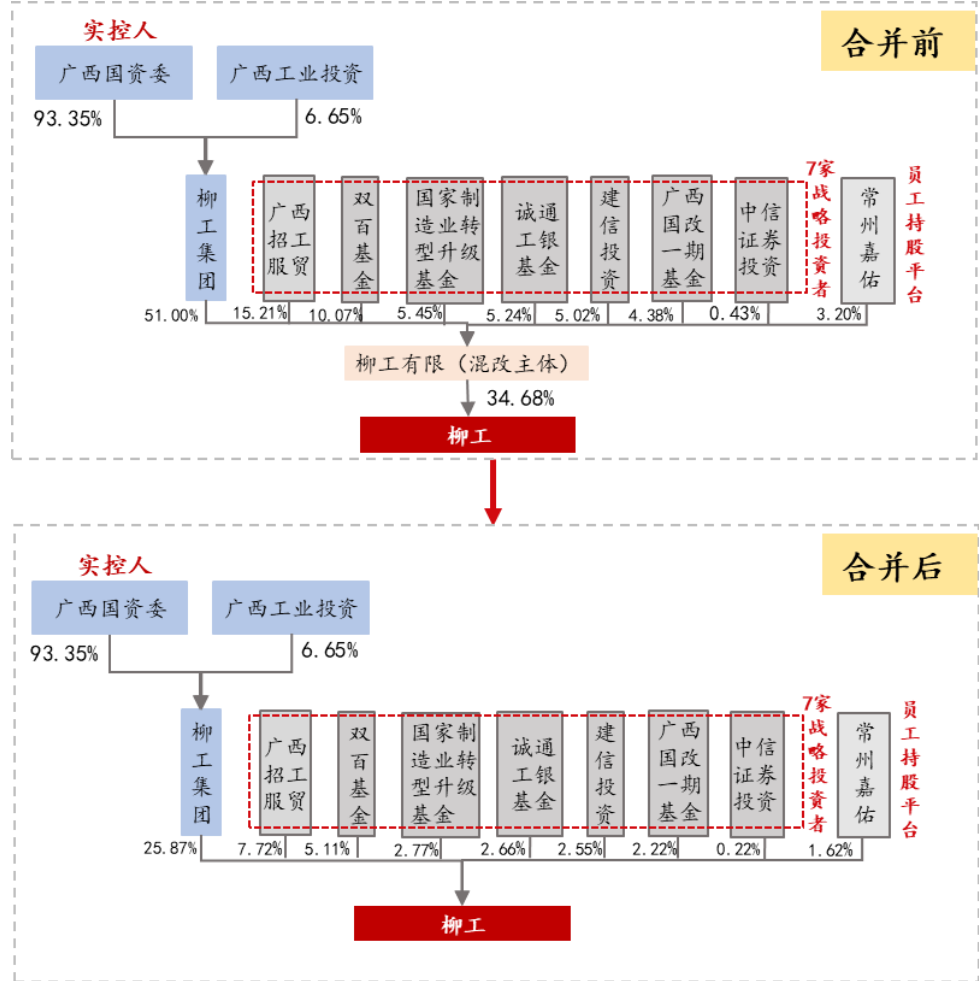 实控人
合并前
广西国资委
广西工业投资
93.35%
6.65%
柳工集团
广西
招工
服贸
双百基金
国家制
造业转
型升级
基金
诚通
工银
基金
建信投资
广西
国改
一期
基金
中信
证券
投资
7家战略投资者
常州嘉佑
员工持股平台
51.00%
15.21%
10.07%
5.45%
5.24%
5.02%
4.38%
0.43%
3.20%
柳工有限（混改主体）
34.68%
柳工
实控人
合并后
广西国资委
广西工业投资
93.35%
6.65%
柳工集团
广西
招工
服贸
双百基金
国家制
造业转
型升级
基金
诚通
工银
基金
建信投资
广西
国改
一期
基金
中信
证券
投资
7家战略投资者
常州嘉佑
员工持股平台
25.87%
7.72%
5.11%
2.77%
2.66%
2.55%
2.22%
0.22%
1.62%
柳工